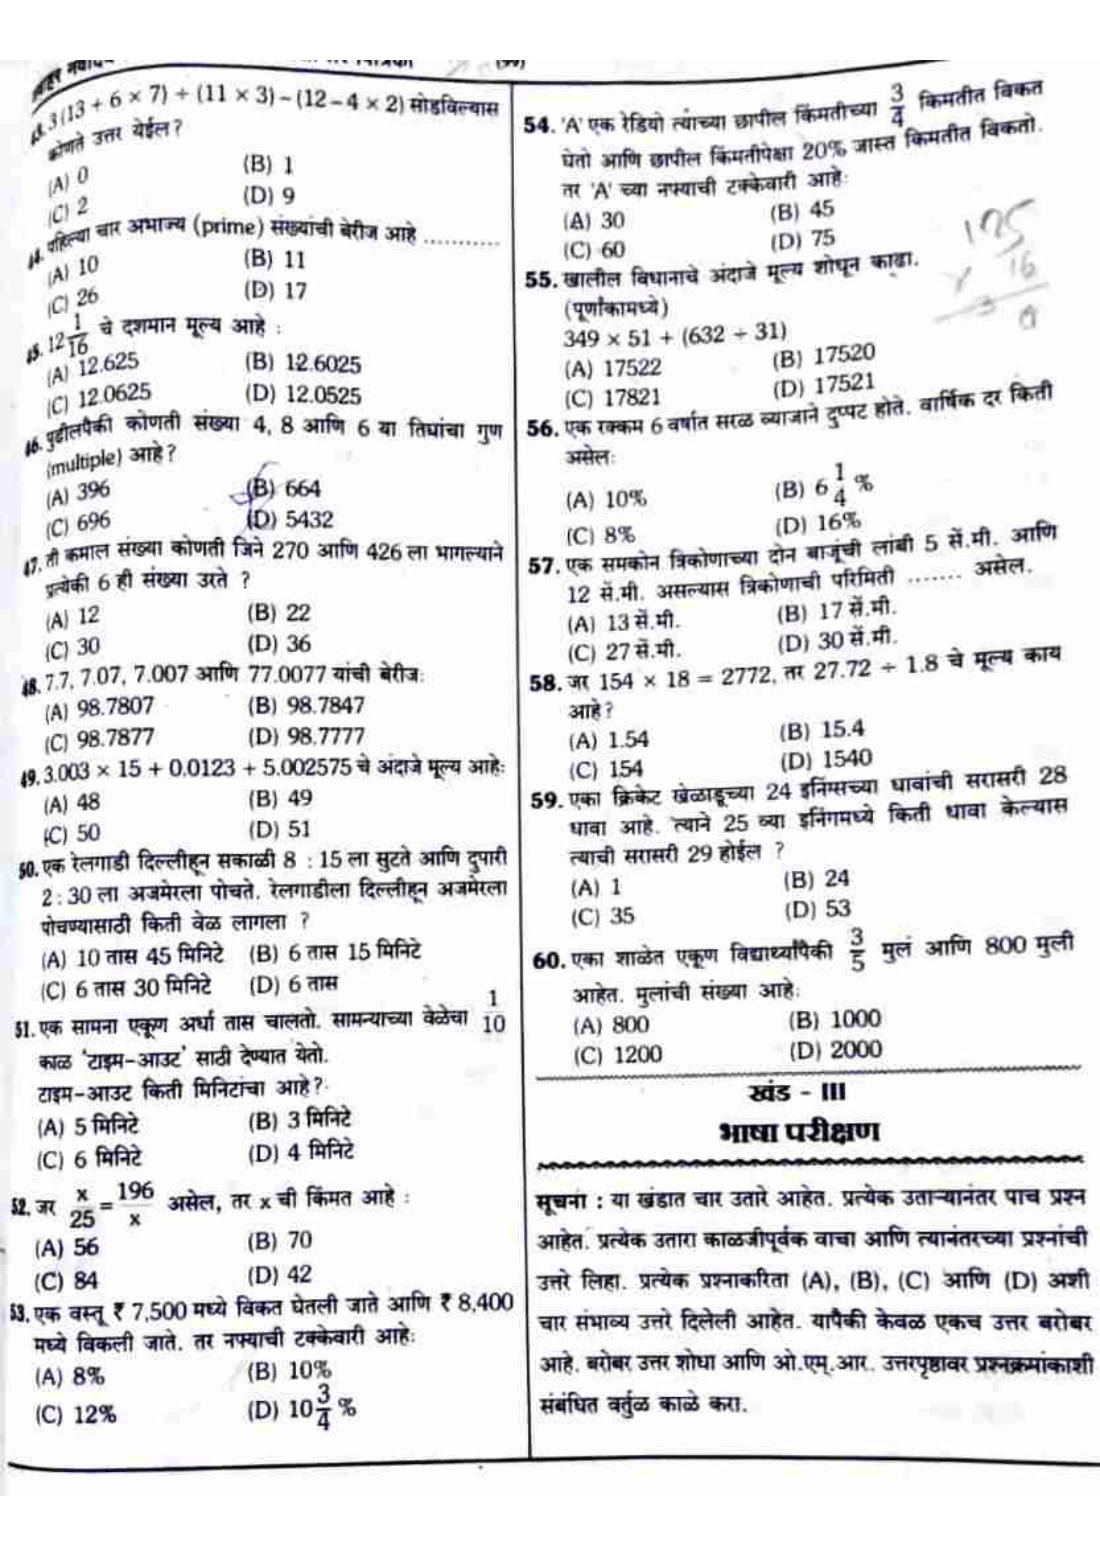 जवाहर नवोदय
43. 3(13 + 6 × 7) ÷ (11 × 3) − (12 − 4 × 2) सोडविल्यास
कोणते उत्तर येईल?
(A) 0 (B) 1
(C) 2 (D) 9
44. पहिल्या चार अभाज्य (prime) संख्यांची बेरीज आहे ...........
(A) 10 (B) 11
(C) 26 (D) 17
45. 12 1/16 चे दशमान मूल्य आहे :
(A) 12.625 (B) 12.6025
(C) 12.0625 (D) 12.0525
46. पुढीलपैकी कोणती संख्या 4, 8 आणि 6 या तिघांचा गुण
(multiple) आहे?
(A) 396 (B) 664
(C) 696 (D) 5432
47. ती कमाल संख्या कोणती जिने 270 आणि 426 ला भागल्याने
प्रत्येकी 6 ही संख्या उरते ?
(A) 12 (B) 22
(C) 30 (D) 36
48. 7.7, 7.07, 7.007 आणि 77.0077 यांची बेरीज:
(A) 98.7807 (B) 98.7847
(C) 98.7877 (D) 98.7777
49. 3.003 × 15 + 0.0123 + 5.002575 चे अंदाजे मूल्य आहे:
(A) 48 (B) 49
(C) 50 (D) 51
50. एक रेलगाडी दिल्लीहून सकाळी 8 : 15 ला सुटते आणि दुपारी
2 : 30 ला अजमेरला पोचते. रेलगाडीला दिल्लीहून अजमेरला
पोचण्यासाठी किती वेळ लागला ?
(A) 10 तास 45 मिनिटे (B) 6 तास 15 मिनिटे
(C) 6 तास 30 मिनिटे (D) 6 तास
51. एक सामना एकूण अर्धा तास चालतो. सामन्याच्या वेळेचा 1/10
काळ 'टाइम-आउट' साठी देण्यात येतो.
टाइम-आउट किती मिनिटांचा आहे?
(A) 5 मिनिटे (B) 3 मिनिटे
(C) 6 मिनिटे (D) 4 मिनिटे
52. जर x/25 = 196/x असेल, तर x ची किंमत आहे :
(A) 56 (B) 70
(C) 84 (D) 42
53. एक वस्तू ₹ 7,500 मध्ये विकत घेतली जाते आणि ₹ 8,400
मध्ये विकली जाते. तर नफ्याची टक्केवारी आहे:
(A) 8% (B) 10%
(C) 12% (D) 10 3/4 %
54. 'A' एक रेडियो त्यांच्या छापील किंमतीच्या 3/4 किमतीत विकत
घेतो आणि छापील किंमतीपेक्षा 20% जास्त किमतीत विकतो.
तर 'A' च्या नफ्याची टक्केवारी आहे:
(A) 30 (B) 45
(C) 60 (D) 75
55. खालील विधानाचे अंदाजे मूल्य शोधून काढा.
(पूर्णांकामध्ये)
349 × 51 + (632 ÷ 31)
(A) 17522 (B) 17520
(C) 17821 (D) 17521
56. एक रक्कम 6 वर्षात सरळ व्याजाने दुप्पट होते. वार्षिक दर किती
असेल:
(A) 10% (B) 6 1/4 %
(C) 8% (D) 16%
57. एक समकोन त्रिकोणाच्या दोन बाजूंची लांबी 5 सें.मी. आणि
12 सें.मी. असल्यास त्रिकोणाची परिमिती ....... असेल.
(A) 13 सें.मी. (B) 17 सें.मी.
(C) 27 सें.मी. (D) 30 सें.मी.
58. जर 154 × 18 = 2772, तर 27.72 ÷ 1.8 चे मूल्य काय
आहे?
(A) 1.54 (B) 15.4
(C) 154 (D) 1540
59. एका क्रिकेट खेळाडूच्या 24 इनिंग्सच्या धावांची सरासरी 28
धावा आहे. त्याने 25 व्या इनिंगमध्ये किती धावा केल्यास
त्याची सरासरी 29 होईल ?
(A) 1 (B) 24
(C) 35 (D) 53
60. एका शाळेत एकूण विद्यार्थ्यांपैकी 3/5 मुलं आणि 800 मुली
आहेत. मुलांची संख्या आहे:
(A) 800 (B) 1000
(C) 1200 (D) 2000
खंड - III
भाषा परीक्षण
सूचना : या खंडात चार उतारे आहेत. प्रत्येक उताऱ्यानंतर पाच प्रश्न
आहेत. प्रत्येक उतारा काळजीपूर्वक वाचा आणि त्यानंतरच्या प्रश्नांची
उत्तरे लिहा. प्रत्येक प्रश्नाकरिता (A), (B), (C) आणि (D) अशी
चार संभाव्य उत्तरे दिलेली आहेत. यापैकी केवळ एकच उत्तर बरोबर
आहे. बरोबर उत्तर शोधा आणि ओ.एम्.आर. उत्तरपृष्ठावर प्रश्नक्रमांकाशी
संबंधित वर्तुळ काळे करा.